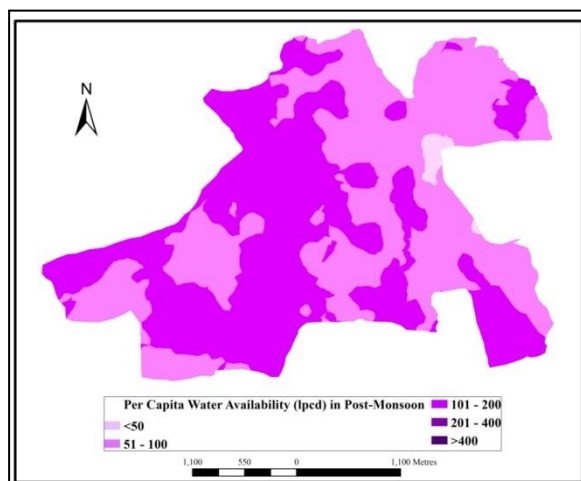 N
Per Capita Water Availability (lpcd) in Post-Monsoon
<50
51 - 100
101 - 200
201 - 400
>400
1,100 550 0 1,100 Metres